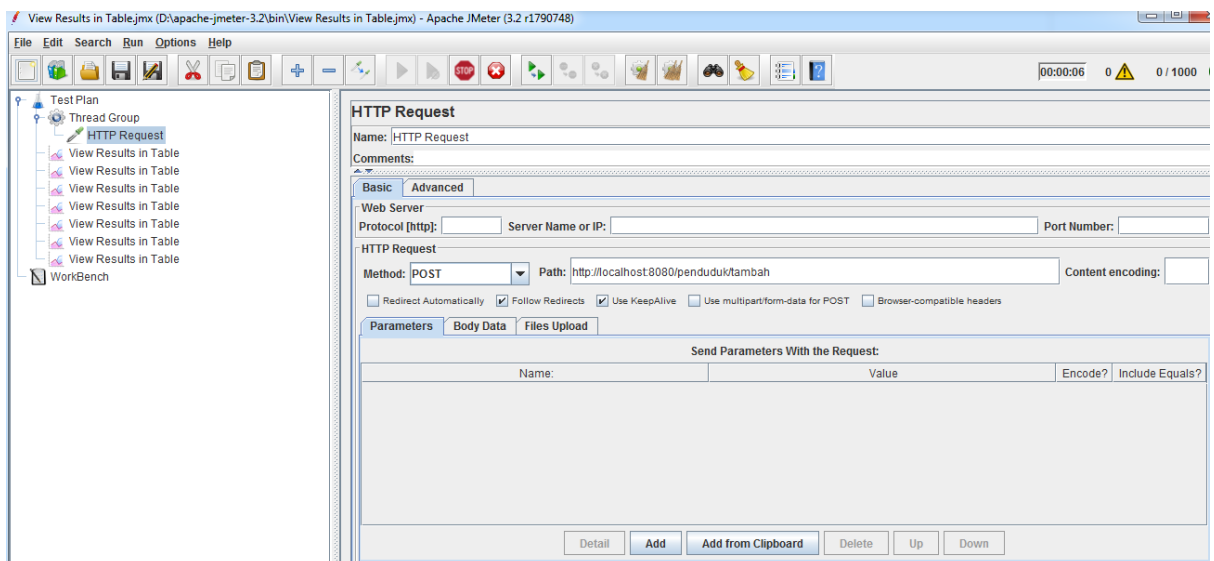 View Results in Table.jmx (D:\apache-jmeter-3.2\bin\View Results in Table.jmx) - Apache JMeter (3.2 r1790748)
File Edit Search Run Options Help
STOP 00:00:06 0 0 / 1000
Test Plan
Thread Group
HTTP Request
View Results in Table
View Results in Table
View Results in Table
View Results in Table
View Results in Table
View Results in Table
View Results in Table
WorkBench
HTTP Request
Name: HTTP Request
Comments:
Basic Advanced
Web Server
Protocol [http]: Server Name or IP: Port Number:
HTTP Request
Method: POST Path: http://localhost:8080/penduduk/tambah Content encoding:
Redirect Automatically Follow Redirects Use KeepAlive Use multipart/form-data for POST Browser-compatible headers
Parameters Body Data Files Upload
Send Parameters With the Request:
Name: Value Encode? Include Equals?
Detail Add Add from Clipboard Delete Up Down